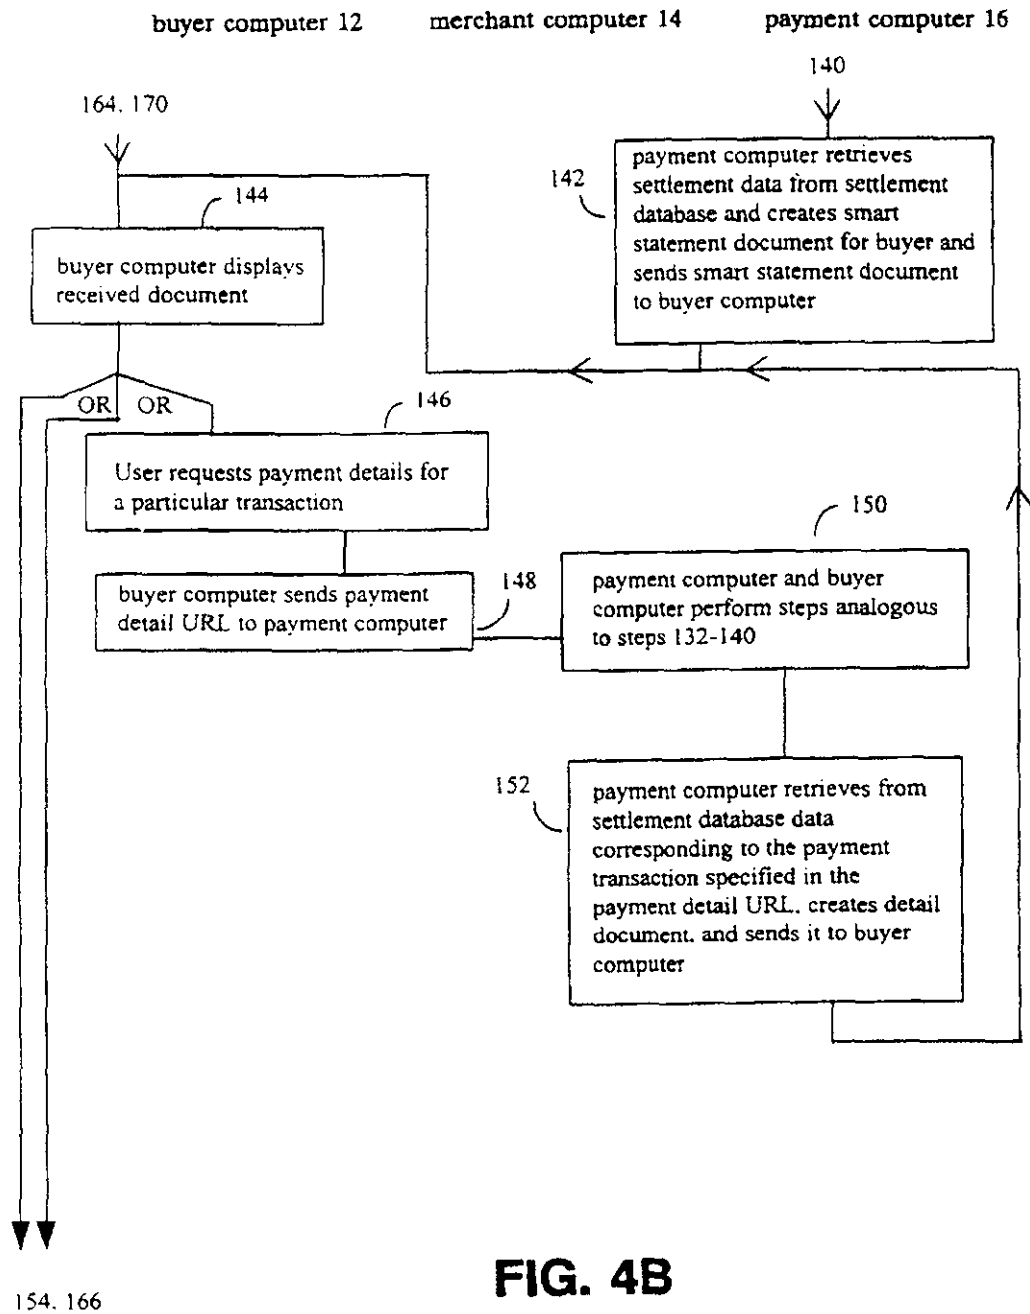 buyer computer 12 merchant computer 14 payment computer 16
140
164. 170
142
payment computer retrieves
settlement data from settlement
database and creates smart
statement document for buyer and
sends smart statement document
to buyer computer
144
buyer computer displays
received document
OR OR
146
User requests payment details for
a particular transaction
148
buyer computer sends payment
detail URL to payment computer
150
payment computer and buyer
computer perform steps analogous
to steps 132-140
152
payment computer retrieves from
settlement database data
corresponding to the payment
transaction specified in the
payment detail URL. creates detail
document. and sends it to buyer
computer
154. 166
FIG. 4B